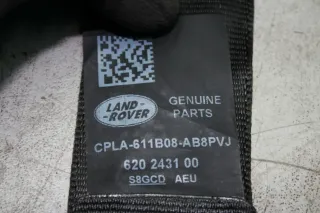 LAND-
ROVER
GENUINE
PARTS
CPLA-611B08-AB8PVJ
620 2431 00
S8GCD AEU